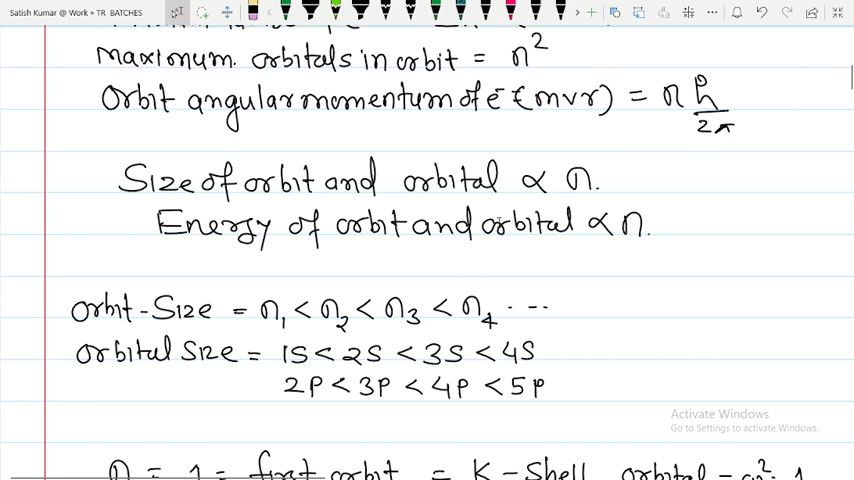 Satish Kumar @ Work » TR BATCHES
Maximum. orbitals in orbit = n²
Orbit angular momentum of e⁻ (mvr) = n h/2π
Size of orbit and orbital ∝ n.
Energy of orbit and orbital ∝ n.
orbit-Size = n₁ < n₂ < n₃ < n₄ ...
orbital Size = 1S < 2S < 3S < 4S
2P < 3P < 4P < 5P
Activate Windows
Go to Settings to activate Windows.
n = 1 = first orbit = K-Shell orbital